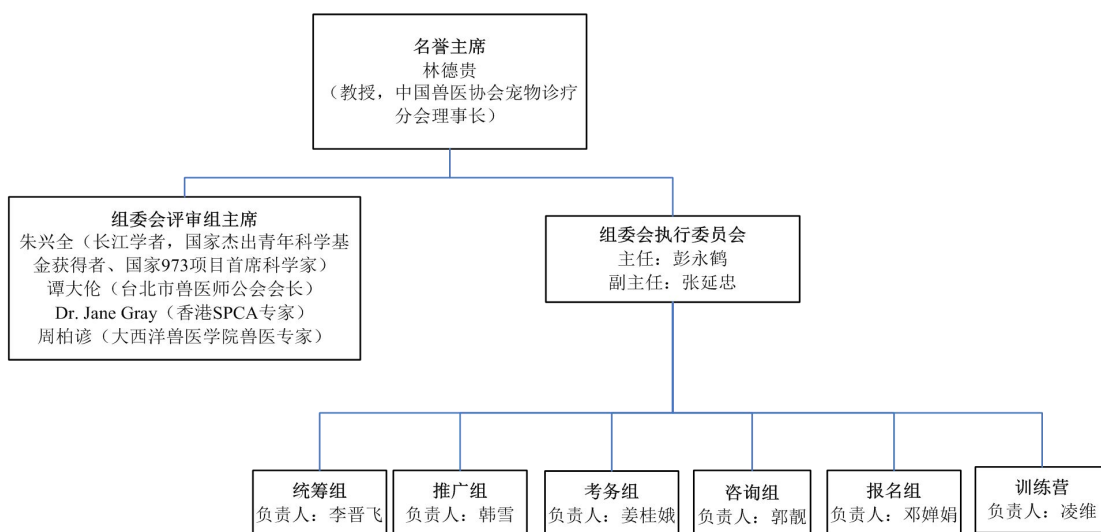 名誉主席
林德贵
（教授，中国兽医协会宠物诊疗
分会理事长）
组委会评审组主席
朱兴全（长江学者，国家杰出青年科学基
金获得者、国家973项目首席科学家）
谭大伦（台北市兽医师公会会长）
Dr. Jane Gray（香港SPCA专家）
周柏谚（大西洋兽医学院兽医专家）
组委会执行委员会
主任：彭永鹤
副主任：张延忠
统筹组
负责人：李晋飞
推广组
负责人：韩雪
考务组
负责人：姜桂娥
咨询组
负责人：郭靓
报名组
负责人：邓婵娟
训练营
负责人：凌维